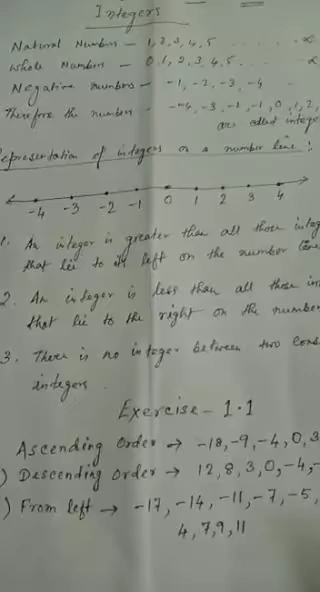 Integers
Natural Numbers - 1, 2, 3, 4, 5 ........ ∞
Whole Numbers - 0, 1, 2, 3, 4, 5 ..... ∞
Negative numbers - -1, -2, -3, -4
Therefore the numbers - -4, -3, -1, -1, 0, 1, 2,
are called intege
epresentation of integers on a number line :
-4 -3 -2 -1 0 1 2 3 4
1. An integer is greater than all those integ
that lie to its left on the number line
2. An integer is less than all those in
that lie to the right on the number
3. There is no integer between two cons
integers.
Exercise - 1.1
Ascending Order → -18, -9, -4, 0, 3
) Descending Order → 12, 8, 3, 0, -4, -
) From left → -17, -14, -11, -7, -5,
4, 7, 9, 11